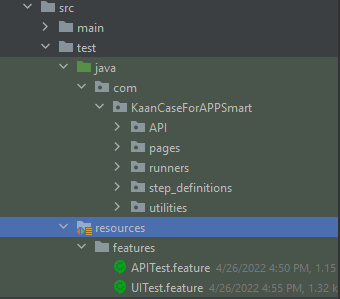 src
main
test
java
com
KaanCaseForAPPSmart
API
pages
runners
step_definitions
utilities
resources
features
APITest.feature 4/26/2022 4:50 PM, 1.15
UITest.feature 4/26/2022 4:55 PM, 1.32 k